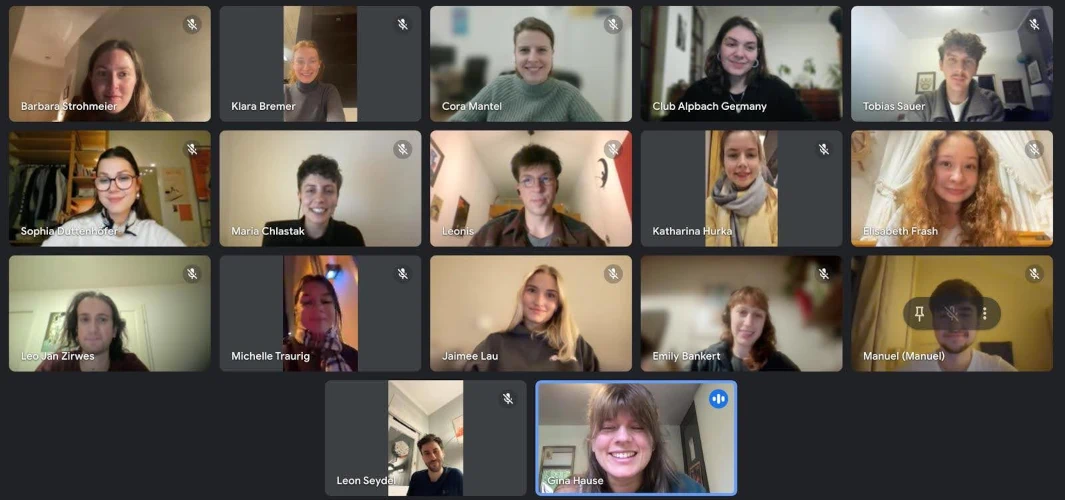 Barbara Strohmeier
Klara Bremer
Cora Mantel
Club Alpbach Germany
Tobias Sauer
Sophia Düttenhöfer
Maria Chlastak
Leonis
Katharina Hurka
Elisabeth Frash
Leo Jan Zirwes
Michelle Traurig
Jaimee Lau
Emily Bankert
Manuel (Manuel)
Leon Seydel
Gina Hause